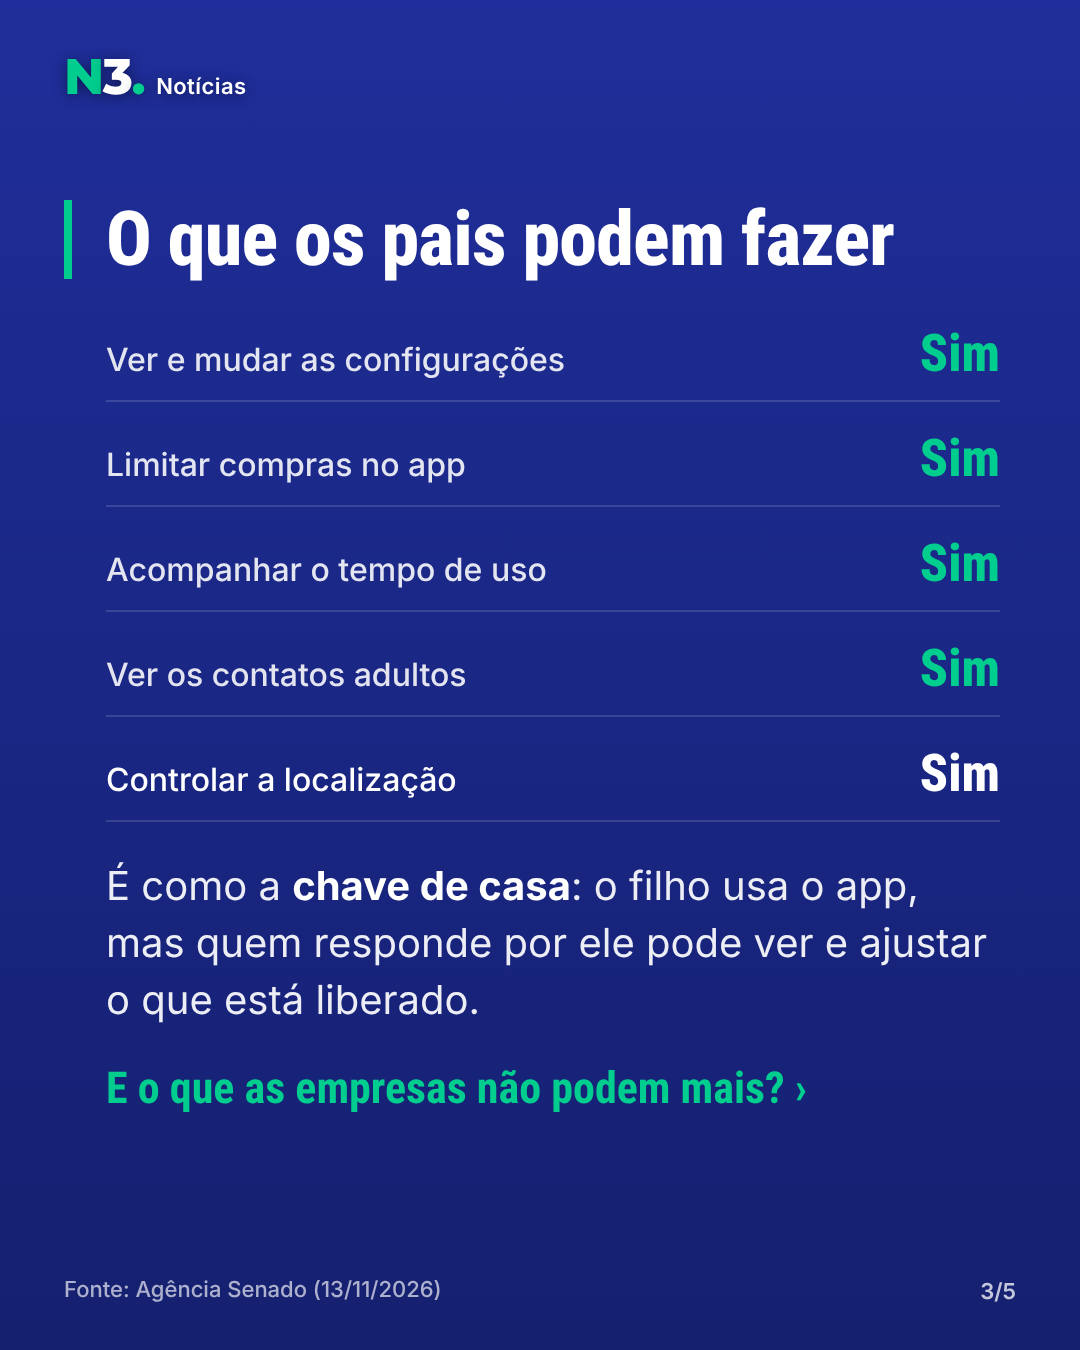 N3. Notícias
O que os pais podem fazer
Ver e mudar as configurações Sim
Limitar compras no app Sim
Acompanhar o tempo de uso Sim
Ver os contatos adultos Sim
Controlar a localização Sim
É como a chave de casa: o filho usa o app,
mas quem responde por ele pode ver e ajustar
o que está liberado.
E o que as empresas não podem mais? ›
Fonte: Agência Senado (13/11/2026)
3/5